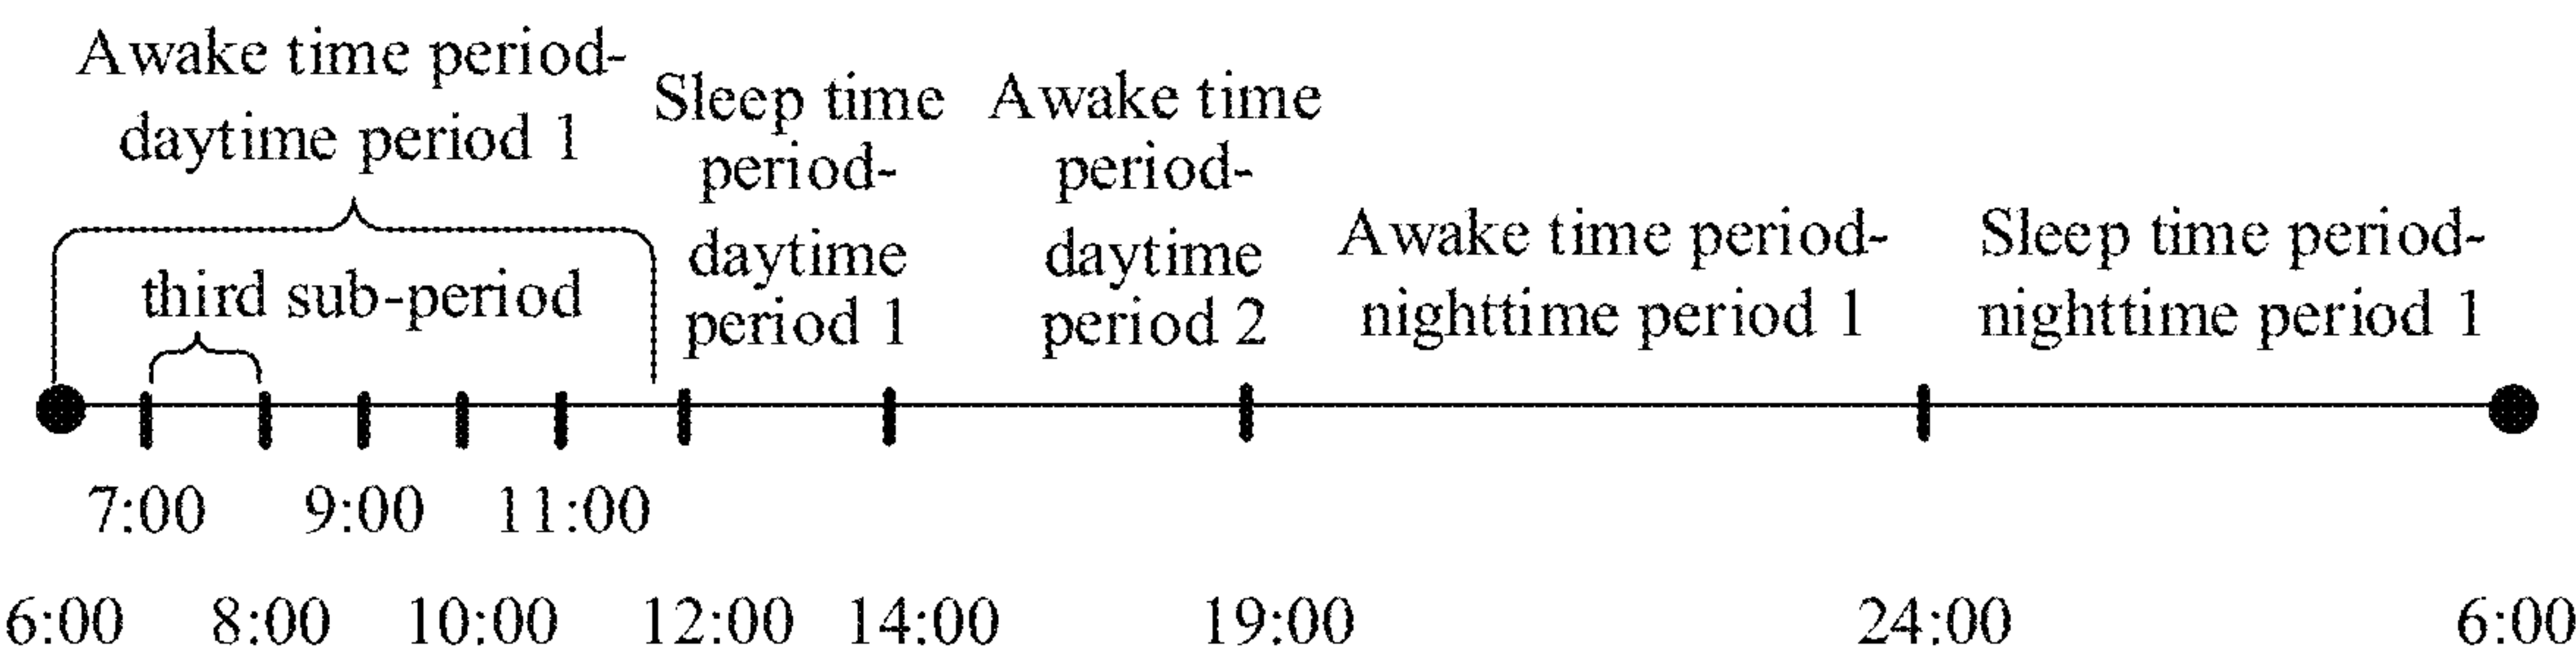 Awake time period-
daytime period 1
third sub-period
Sleep time
period-
daytime
period 1
Awake time
period-
daytime
period 2
Awake time period-
nighttime period 1
Sleep time period-
nighttime period 1
7:00 9:00 11:00
6:00 8:00 10:00 12:00 14:00 19:00 24:00 6:00